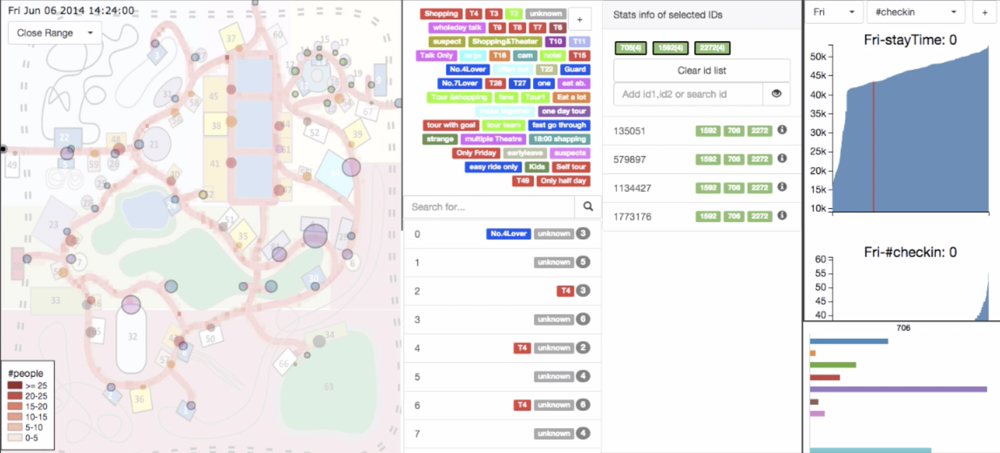 Fri Jun 06 2014 14:24:00
Close Range
37
60
15
17
3
27
14
12
13
19
9
11
16
31
45
58
54
10
67
56
38
44
52
39
22
48
21
61
49
5
59
26
41
40
55
64
25
62
47
28
24
23
51
35
4
29
42
81
20
7
6
53
30
33
46
65
32
43
50
34
8
57
66
2
36
63
1
#people
>= 25
20-25
15-20
10-15
5-10
0-5
Shopping T4 T3 T2 unknown
+
wholeday talk T9 T8 T7 T6
suspect Shopping&Theater T10 T11
Talk Only large T18 cam hotel T15
No.4Lover often out T22 Guard
No.7Lover T28 T27 one eat ab.
Tour &shopping fans Tour1 Eat a lot
make together one day tour
tour with goal tour team fast go through
strange multiple Theatre 18:00 shapping
Only Friday earlyleave suspects
easy ride only Kids Self tour
T49 Only half day
Search for...
0 No.4Lover unknown 3
1 unknown 5
2 T4 3
3 unknown 6
4 T4 unknown 2
5 unknown 4
6 T4 unknown 6
7 unknown 4
Stats info of selected IDs
706(4) 1592(4) 2272(4)
Clear id list
Add id1,id2 or search id
135051 1592 706 2272
579897 1592 706 2272
1134427 1592 706 2272
1773176 1592 706 2272
Fri #checkin +
Fri-stayTime: 0
50k
45k
40k
35k
30k
25k
20k
15k
10k
Fri-#checkin: 0
60
55
50
45
40
706